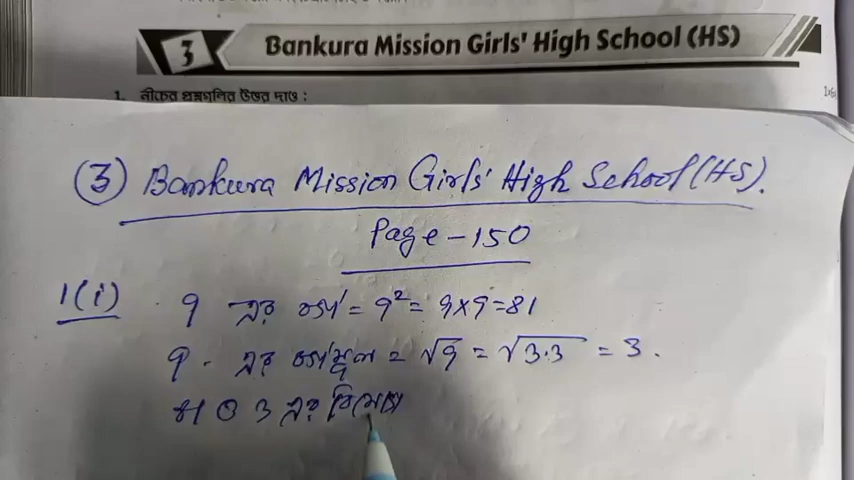 3 Bankura Mission Girls' High School (HS)
1. নীচের প্রশ্নগুলির উত্তর দাও :
(3) Bankura Mission Girls' High School (HS).
Page - 150
1(i) 9 এর বর্গ = 9² = 9×9 = 81
9 - এর বর্গমূল = √9 = √3.3 = 3.
৮১ ও 3 এর